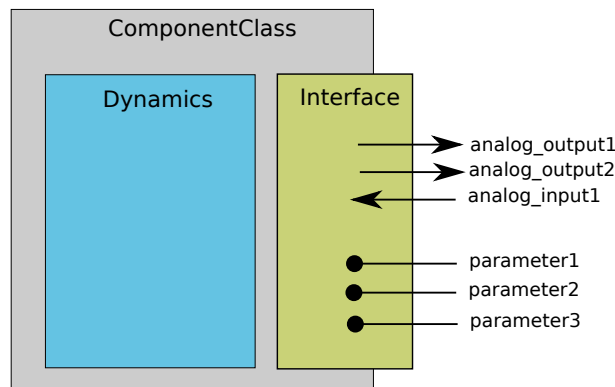 ComponentClass
Dynamics
Interface
analog_output1
analog_output2
analog_input1
parameter1
parameter2
parameter3